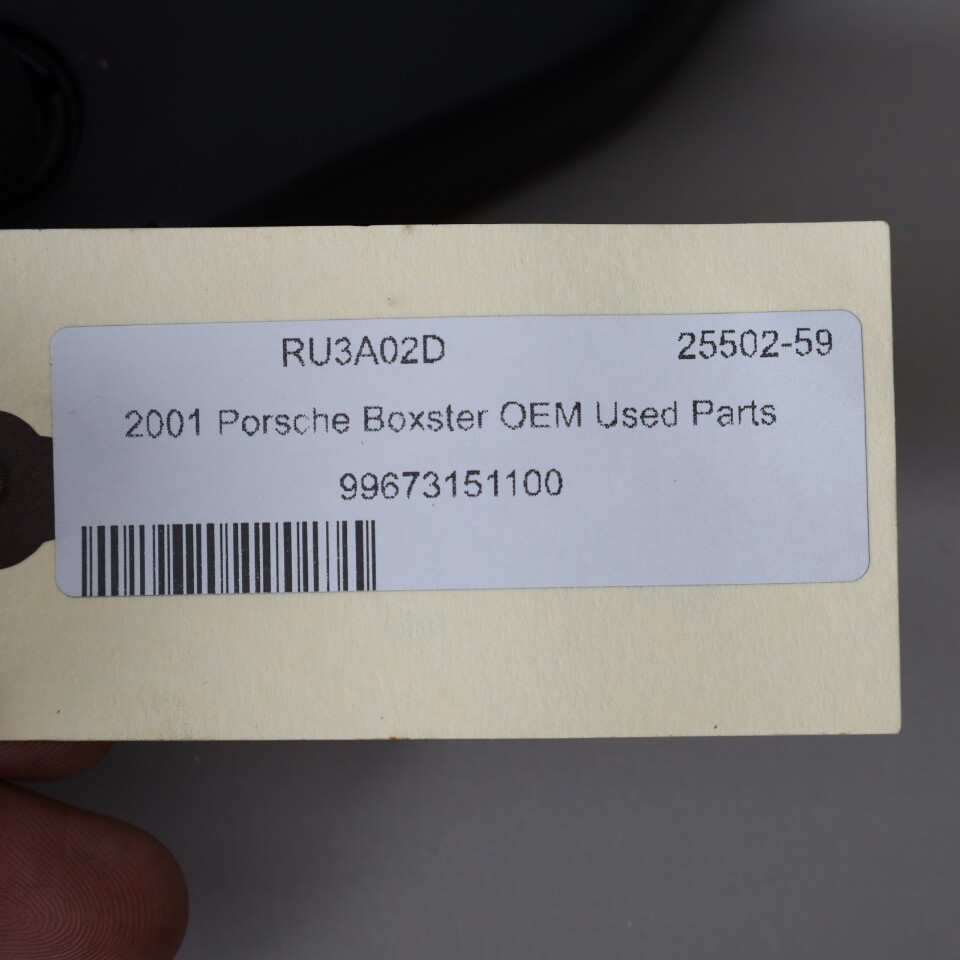 RU3A02D 25502-59
2001 Porsche Boxster OEM Used Parts
99673151100